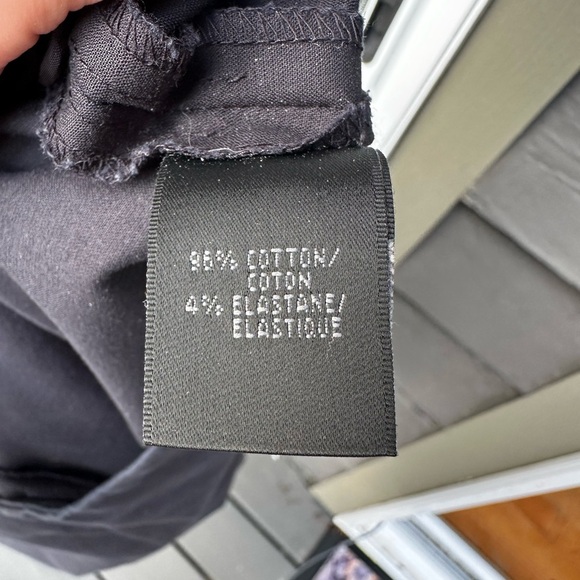 96% COTTON/
COTON
4% ELASTANE/
ELASTIQUE